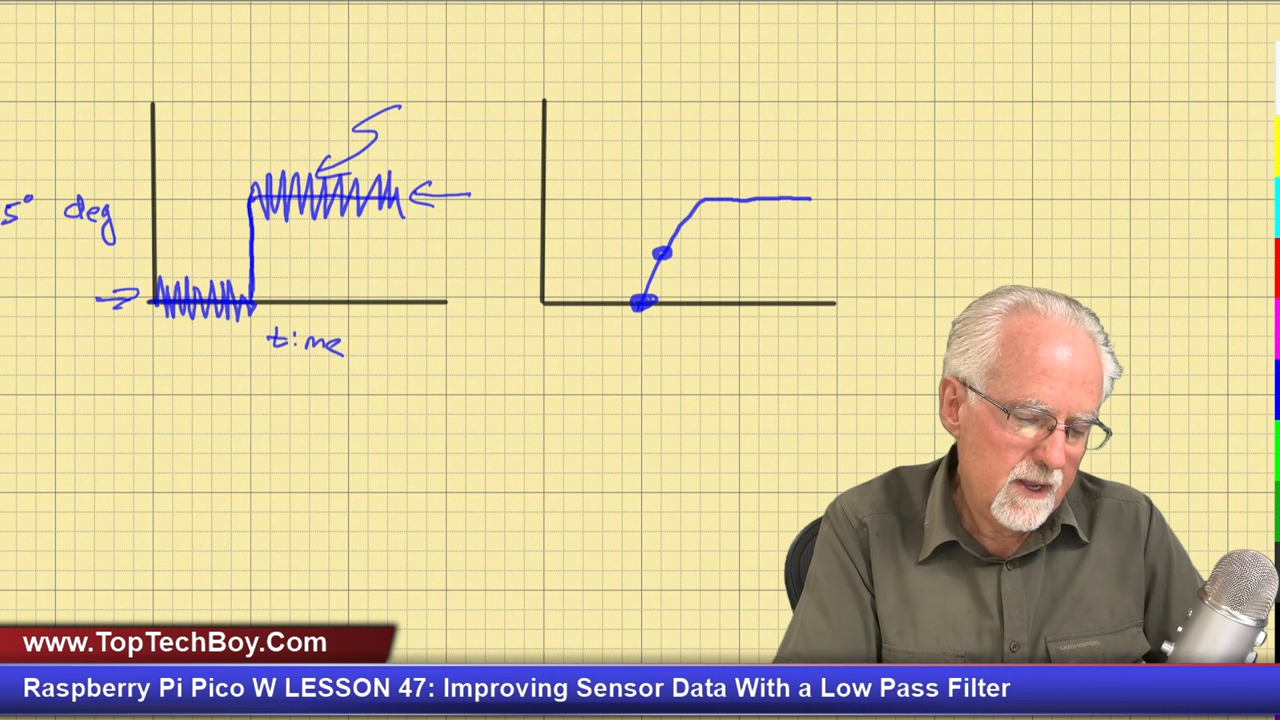 5° deg
time
www.TopTechBoy.Com
Raspberry Pi Pico W LESSON 47: Improving Sensor Data With a Low Pass Filter